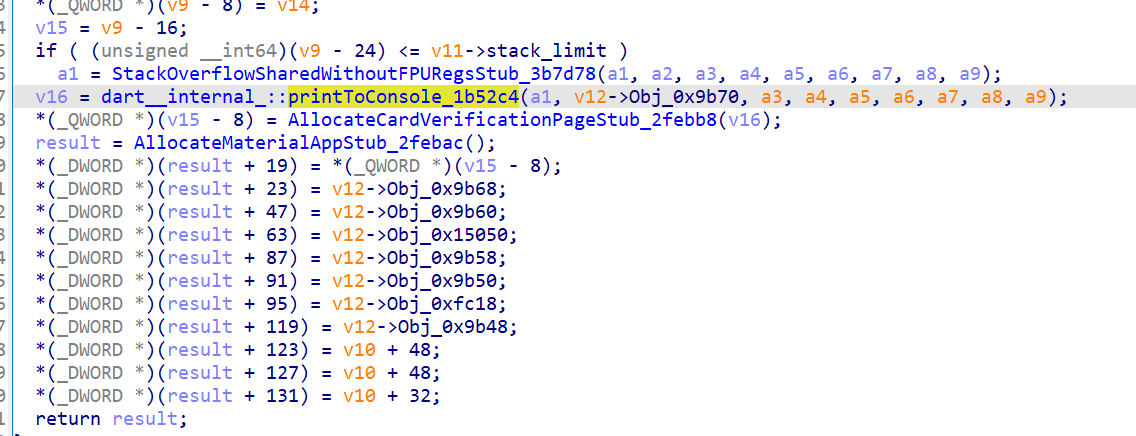 *(_QWORD *)(v9 - 8) = v14;
4 v15 = v9 - 16;
5 if ( (unsigned __int64)(v9 - 24) <= v11->stack_limit )
6 a1 = StackOverflowSharedWithoutFPURegsStub_3b7d78(a1, a2, a3, a4, a5, a6, a7, a8, a9);
7 v16 = dart__internal_::printToConsole_1b52c4(a1, v12->Obj_0x9b70, a3, a4, a5, a6, a7, a8, a9);
8 *(_QWORD *)(v15 - 8) = AllocateCardVerificationPageStub_2febb8(v16);
9 result = AllocateMaterialAppStub_2febac();
0 *(_DWORD *)(result + 19) = *(_QWORD *)(v15 - 8);
1 *(_DWORD *)(result + 23) = v12->Obj_0x9b68;
2 *(_DWORD *)(result + 47) = v12->Obj_0x9b60;
3 *(_DWORD *)(result + 63) = v12->Obj_0x15050;
4 *(_DWORD *)(result + 87) = v12->Obj_0x9b58;
5 *(_DWORD *)(result + 91) = v12->Obj_0x9b50;
6 *(_DWORD *)(result + 95) = v12->Obj_0xfc18;
7 *(_DWORD *)(result + 119) = v12->Obj_0x9b48;
8 *(_DWORD *)(result + 123) = v10 + 48;
9 *(_DWORD *)(result + 127) = v10 + 48;
0 *(_DWORD *)(result + 131) = v10 + 32;
1 return result;